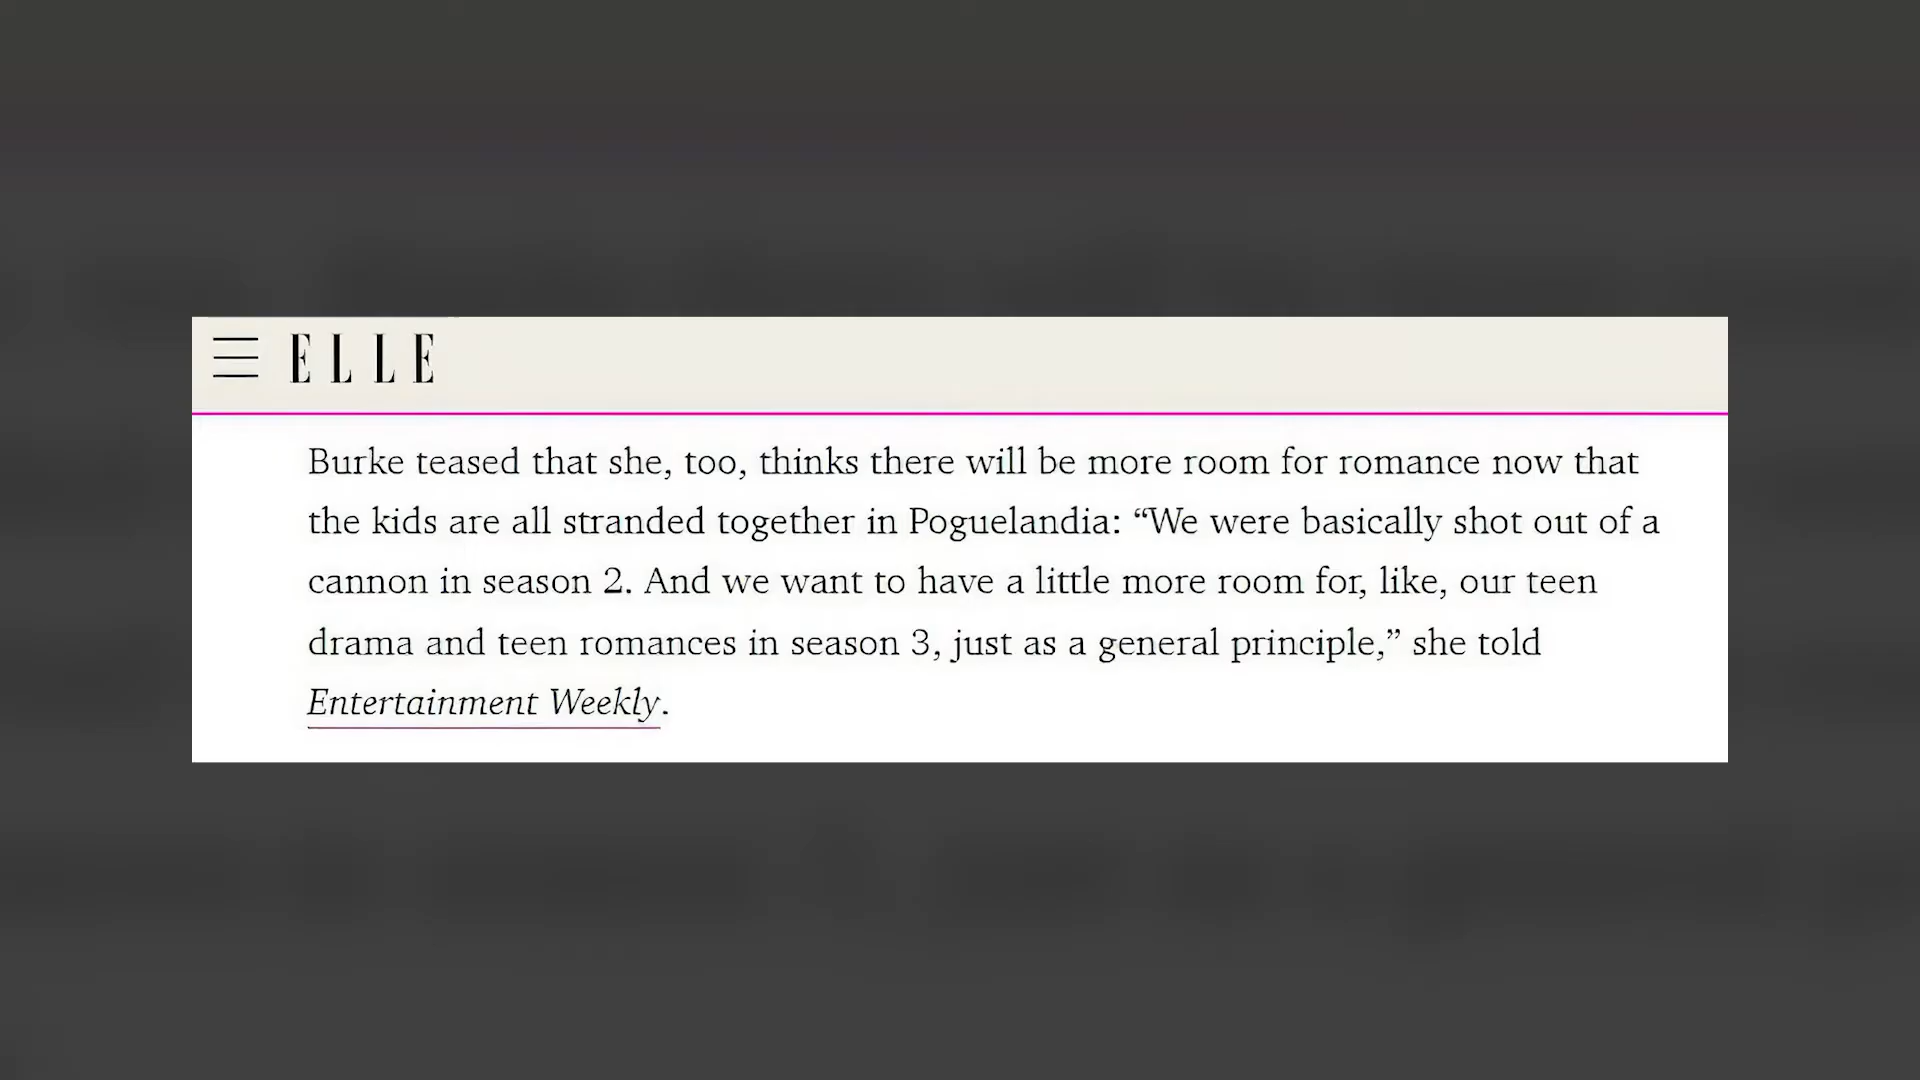 ELLE
Burke teased that she, too, thinks there will be more room for romance now that
the kids are all stranded together in Poguelandia: “We were basically shot out of a
cannon in season 2. And we want to have a little more room for, like, our teen
drama and teen romances in season 3, just as a general principle,” she told
Entertainment Weekly.